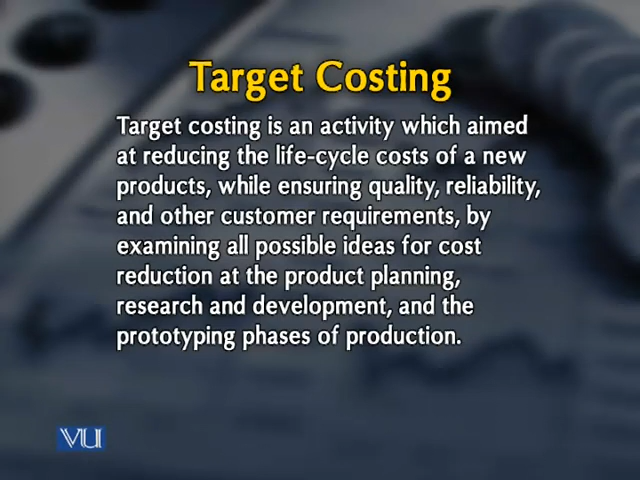 Target Costing
Target costing is an activity which aimed
at reducing the life-cycle costs of a new
products, while ensuring quality, reliability,
and other customer requirements, by
examining all possible ideas for cost
reduction at the product planning,
research and development, and the
prototyping phases of production.
VU